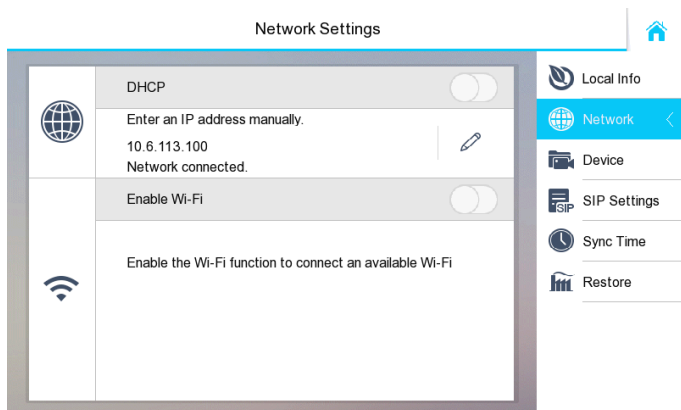 Network Settings
DHCP
Enter an IP address manually.
10.6.113.100
Network connected.
Enable Wi-Fi
Enable the Wi-Fi function to connect an available Wi-Fi
Local Info
Network
Device
SIP
SIP Settings
Sync Time
Restore